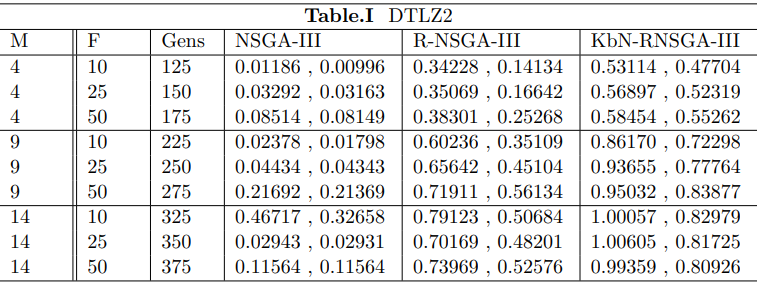 Table.I DTLZ2
M F Gens NSGA-III R-NSGA-III KbN-RNSGA-III
4 10 125 0.01186 , 0.00996 0.34228 , 0.14134 0.53114 , 0.47704
4 25 150 0.03292 , 0.03163 0.35069 , 0.16642 0.56897 , 0.52319
4 50 175 0.08514 , 0.08149 0.38301 , 0.25268 0.58454 , 0.55262
9 10 225 0.02378 , 0.01798 0.60236 , 0.35109 0.86170 , 0.72298
9 25 250 0.04434 , 0.04343 0.65642 , 0.45104 0.93655 , 0.77764
9 50 275 0.21692 , 0.21369 0.71911 , 0.56134 0.95032 , 0.83877
14 10 325 0.46717 , 0.32658 0.79123 , 0.50684 1.00057 , 0.82979
14 25 350 0.02943 , 0.02931 0.70169 , 0.48201 1.00605 , 0.81725
14 50 375 0.11564 , 0.11564 0.73969 , 0.52576 0.99359 , 0.80926